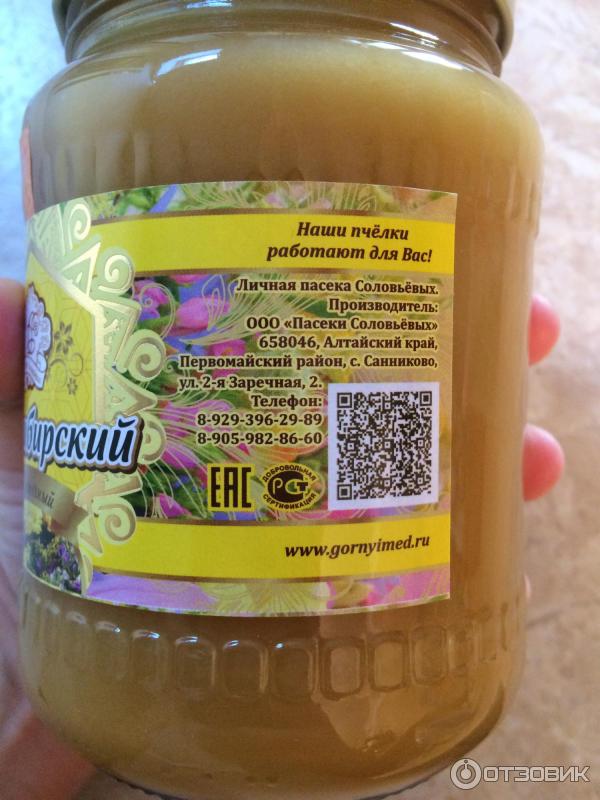 Наши пчёлки
работают для Вас!
Личная пасека Соловьёвых.
Производитель:
ООО «Пасеки Соловьёвых»
658046, Алтайский край,
Первомайский район, с. Санниково,
ул. 2-я Заречная, 2.
Телефон:
8-929-396-29-89
8-905-982-86-60
ЕАС
ДОБРОВОЛЬНАЯ
РСТ
СЕРТИФИКАЦИЯ
www.gornyimed.ru
бирский
ОТЗОВИК